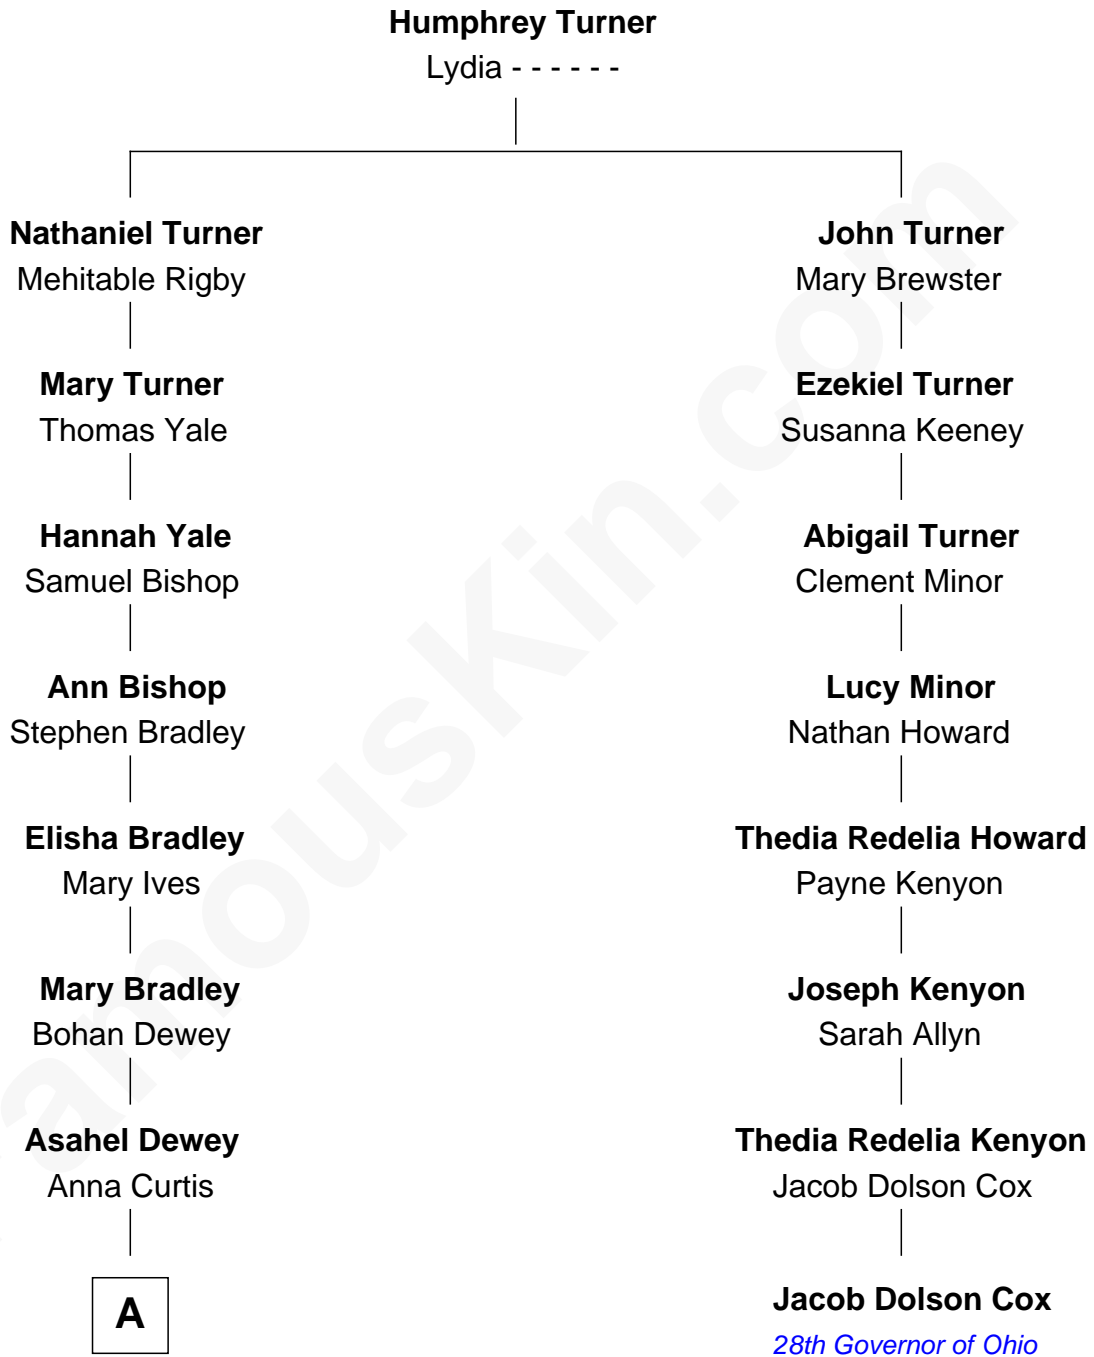 Humphrey Turner
Lydia - - - - - -
Nathaniel Turner
Mehitable Rigby
John Turner
Mary Brewster
Mary Turner
Thomas Yale
Ezekiel Turner
Susanna Keeney
Hannah Yale
Samuel Bishop
Abigail Turner
Clement Minor
Ann Bishop
Stephen Bradley
Lucy Minor
Nathan Howard
Elisha Bradley
Mary Ives
Thedia Redelia Howard
Payne Kenyon
Mary Bradley
Bohan Dewey
Joseph Kenyon
Sarah Allyn
Asahel Dewey
Anna Curtis
Thedia Redelia Kenyon
Jacob Dolson Cox
A
Jacob Dolson Cox
28th Governor of Ohio
amousKin.com